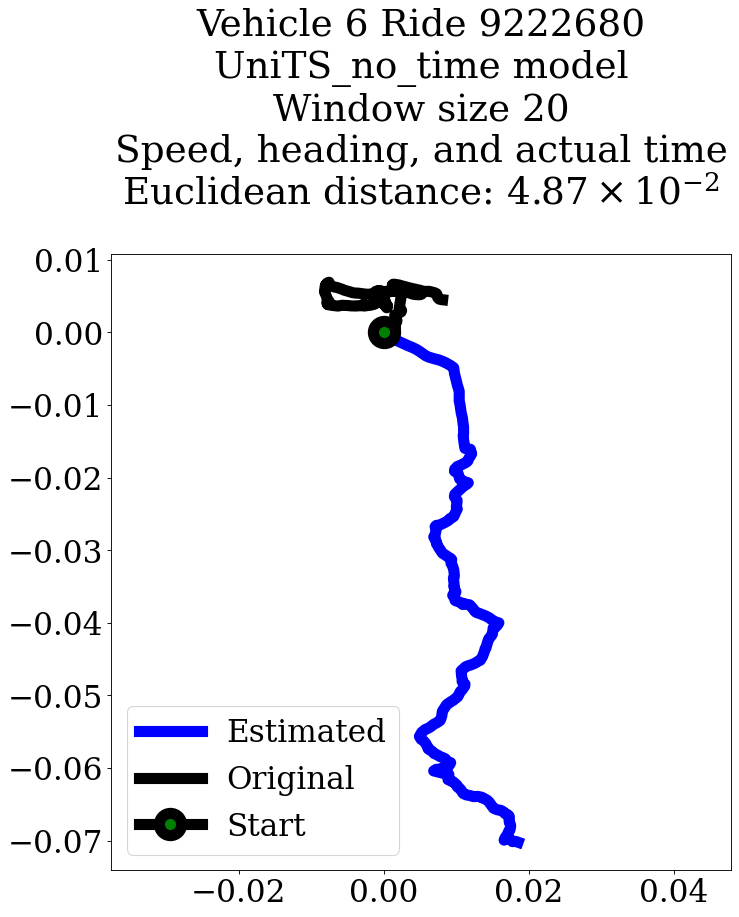 Vehicle 6 Ride 9222680
UniTS_no_time model
Window size 20
Speed, heading, and actual time
Euclidean distance: 4.87 × 10⁻²
0.01
0.00
−0.01
−0.02
−0.03
−0.04
−0.05
−0.06
−0.07
Estimated
Original
Start
−0.02 0.00 0.02 0.04